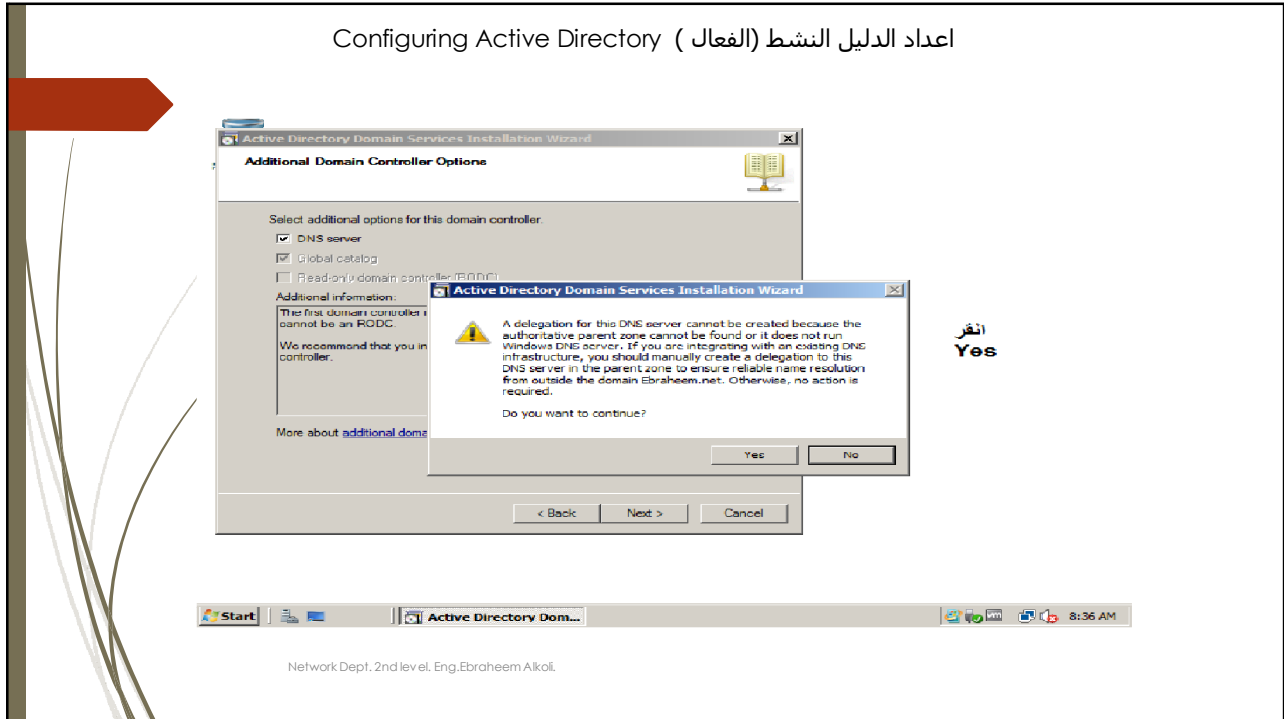 اعداد الدليل النشط (الفعال ) Configuring Active Directory
Active Directory Domain Services Installation Wizard
Additional Domain Controller Options
Select additional options for this domain controller.
DNS server
Global catalog
Read-only domain controller (RODC)
Additional information:
The first domain controller
cannot be an RODC.
We recommend that you in
controller.
More about additional doma
< Back
Next >
Cancel
Active Directory Domain Services Installation Wizard
A delegation for this DNS server cannot be created because the
authoritative parent zone cannot be found or it does not run
Windows DNS server. If you are integrating with an existing DNS
infrastructure, you should manually create a delegation to this
DNS server in the parent zone to ensure reliable name resolution
from outside the domain Ebraheem.net. Otherwise, no action is
required.
Do you want to continue?
Yes
No
انقر
Yes
Start
Active Directory Dom...
8:36 AM
Network Dept. 2nd level. Eng.Ebraheem Alkoli.